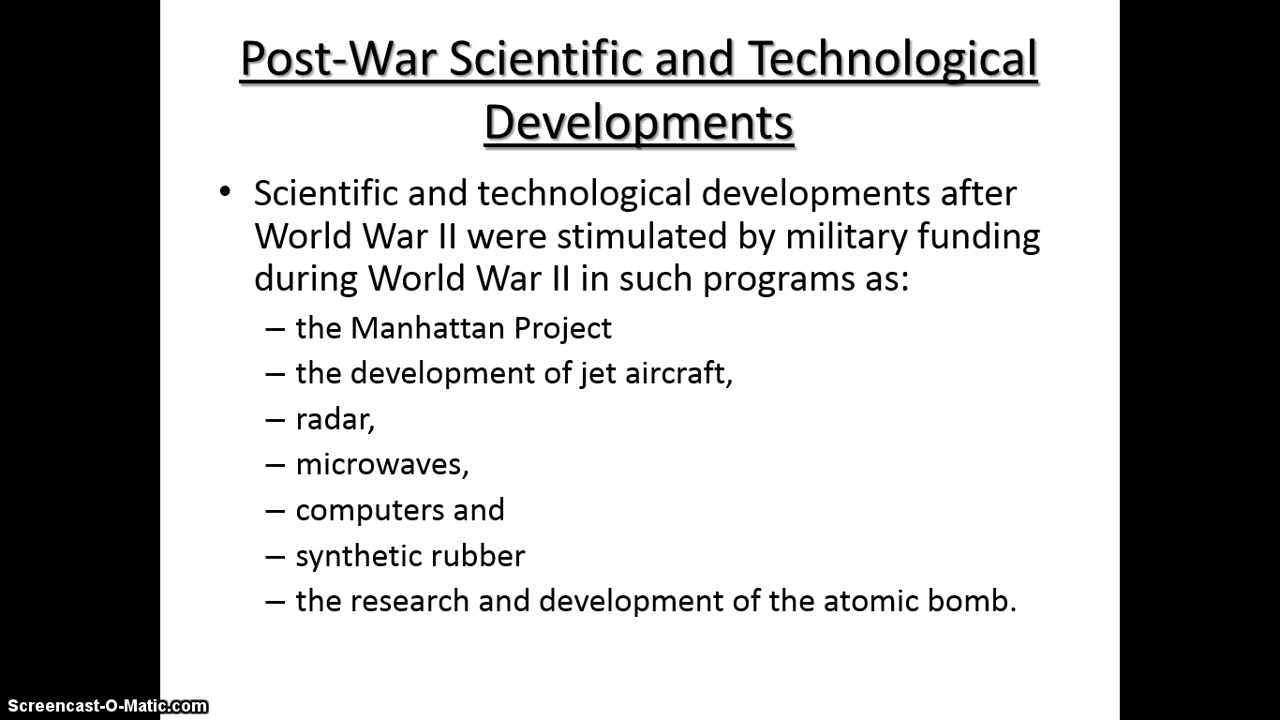 Post-War Scientific and Technological
Developments
• Scientific and technological developments after
World War II were stimulated by military funding
during World War II in such programs as:
– the Manhattan Project
– the development of jet aircraft,
– radar,
– microwaves,
– computers and
– synthetic rubber
– the research and development of the atomic bomb.
Screencast-O-Matic.com